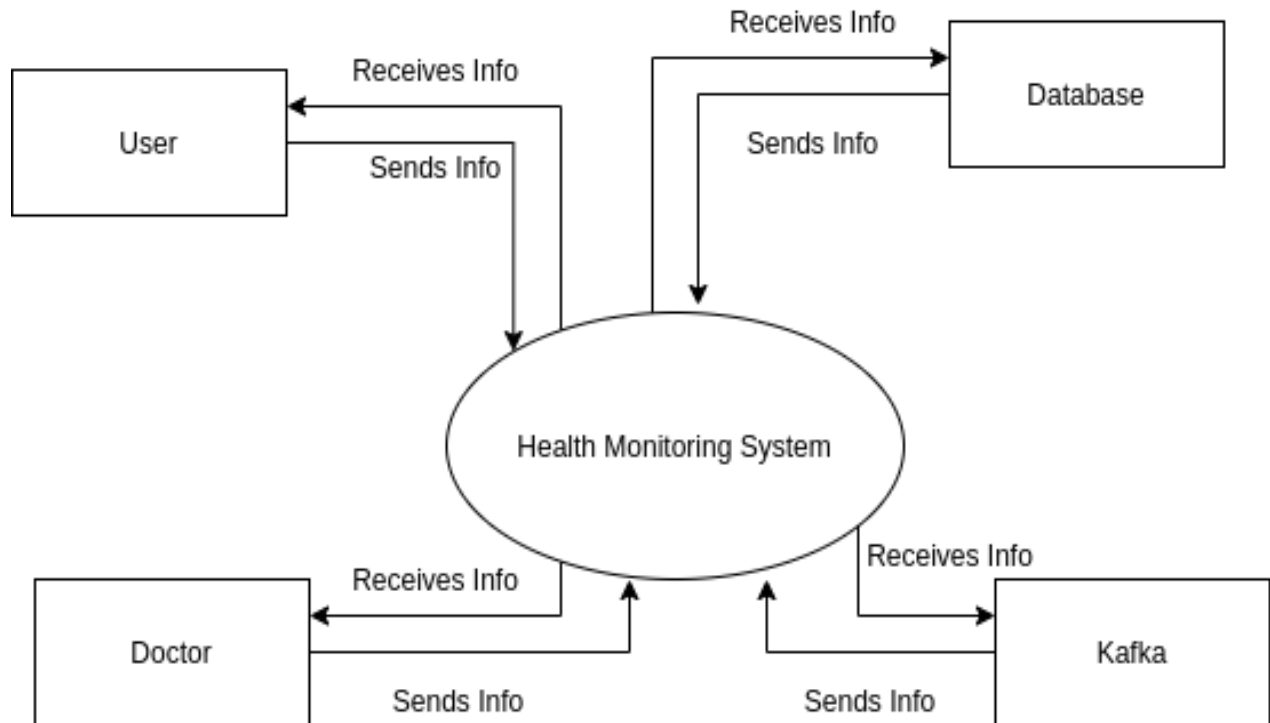 Receives Info
Database
Receives Info
User
Sends Info
Sends Info
Health Monitoring System
Receives Info
Receives Info
Doctor
Kafka
Sends Info
Sends Info